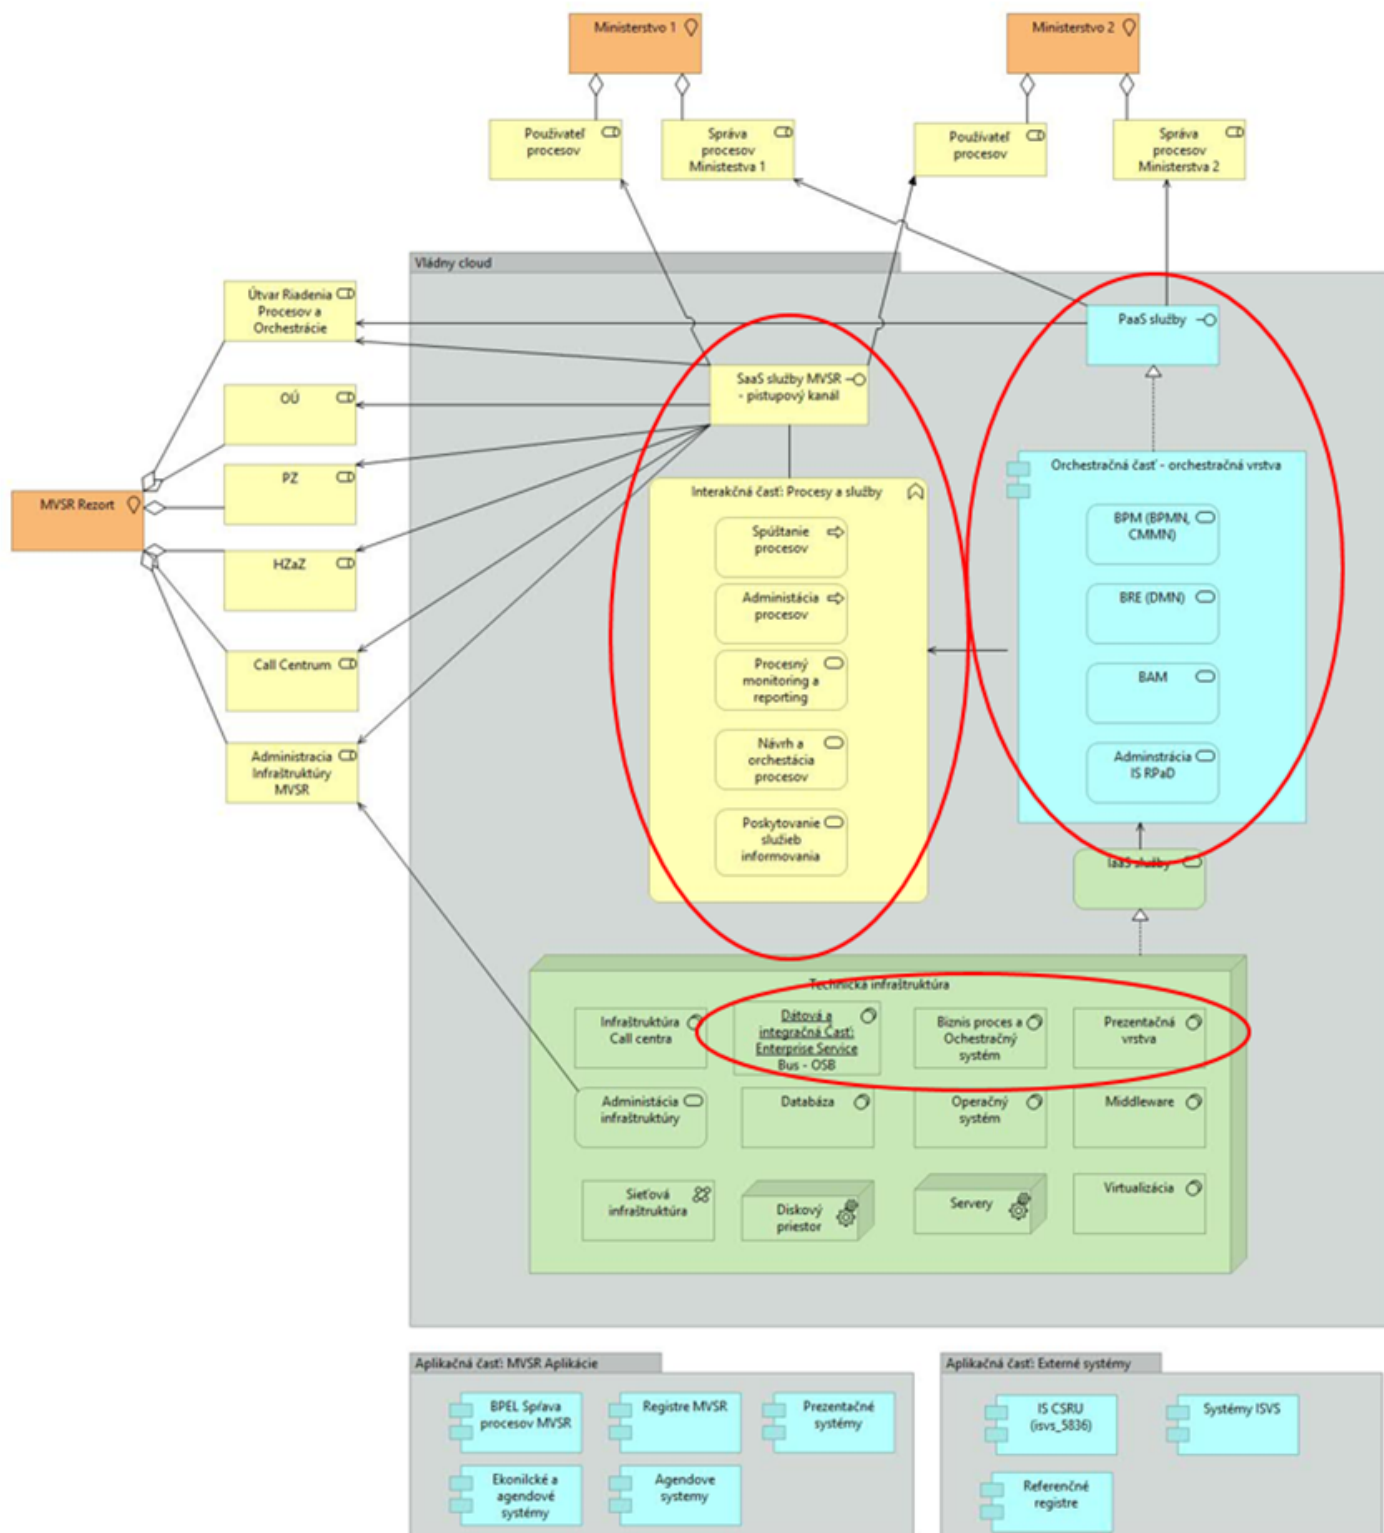 Ministerstvo 1
Ministerstvo 2
Používateľ
procesov
Správa
procesov
Ministestva 1
Používateľ
procesov
Správa
procesov
Ministerstva 2
Vládny cloud
Útvar Riadenia
Procesov a
Orchestrácie
PaaS služby
SaaS služby MVSR
- pistupový kanál
OÚ
PZ
MVSR Rezort
HZaZ
Call Centrum
Administracia
Infraštruktúry
MVSR
Interakčná časť: Procesy a služby
Spúštanie
procesov
Administácia
procesov
Procesný
monitoring a
reporting
Návrh a
orchestácia
procesov
Poskytovanie
služieb
informovania
Orchestračná časť - orchestračná vrstva
BPM (BPMN,
CMMN)
BRE (DMN)
BAM
Adminstrácia
IS RPaD
IaaS služby
Technická infraštruktúra
Infraštruktúra
Call centra
Dátová a
integračná Časť:
Enterprise Service
Bus - OSB
Biznis proces a
Ochestračný
systém
Prezentačná
vrstva
Administácia
infraštruktúry
Databáza
Operačný
systém
Middleware
Sieťová
infraštruktúra
Diskový
priestor
Servery
Virtualizácia
Aplikačná časť: MVSR Aplikácie
BPEL Správa
procesov MVSR
Registre MVSR
Prezentačné
systémy
Ekonilcké a
agendové
systémy
Agendove
systemy
Aplikačná časť: Externé systémy
IS CSRU
(isvs_5836)
Systémy ISVS
Referenčné
registre